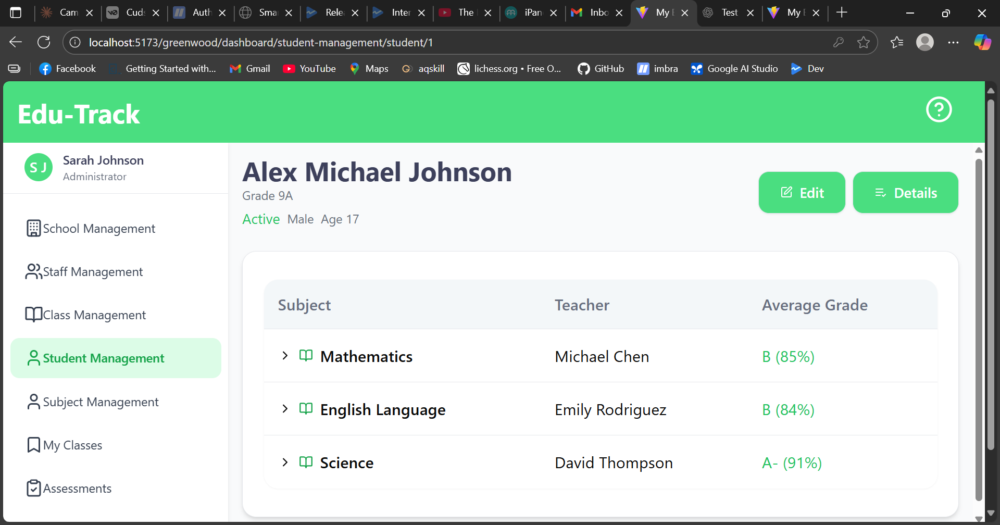 Cam
Cuds
Auth
Sma
Rele
Inter
The
iPan
Inbo
My E
Test
My E
localhost:5173/greenwood/dashboard/student-management/student/1
Facebook
Getting Started with...
Gmail
YouTube
Maps
aqskill
lichess.org • Free O...
GitHub
imbra
Google AI Studio
Dev
Edu-Track
S J
Sarah Johnson
Administrator
School Management
Staff Management
Class Management
Student Management
Subject Management
My Classes
Assessments
Alex Michael Johnson
Grade 9A
Active Male Age 17
Edit
Details
Subject Teacher Average Grade
Mathematics Michael Chen B (85%)
English Language Emily Rodriguez B (84%)
Science David Thompson A- (91%)